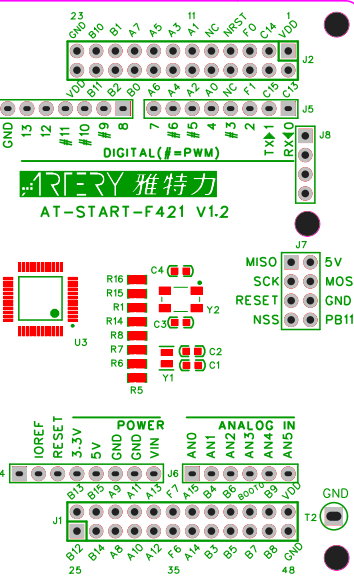 23 11 1
GND B10 B1 A7 A5 A3 A1 NC NRST F0 C14 VDD
J2
VDD B11 B2 B0 A6 A4 A2 A0 NC F1 C15 C13
J5
GND 13 12 #11 #10 #9 8 7 #6 #5 4 #3 2 TX▶1 RX◀0
J8
DIGITAL(#=PWM)
ARTERY 雅特力
AT-START-F421 V1.2
J7
MISO 5V
SCK MOS
RESET GND
NSS PB11
C4
R16
R15
R1
R14
R8
R7
R6
R5
Y2
C3
U3
C2
C1
Y1
POWER ANALOG IN
IOREF RESET 3.3V 5V GND GND VIN AN0 AN1 AN2 AN3 AN4 AN5
4 J6
B13 B15 A9 A11 A13 F7 A15 B4 B6 BOOT0 B9 VDD
GND
J1
T2
B12 B14 A8 A10 A12 F6 A14 B3 B5 B7 B8 GND
25 35 48